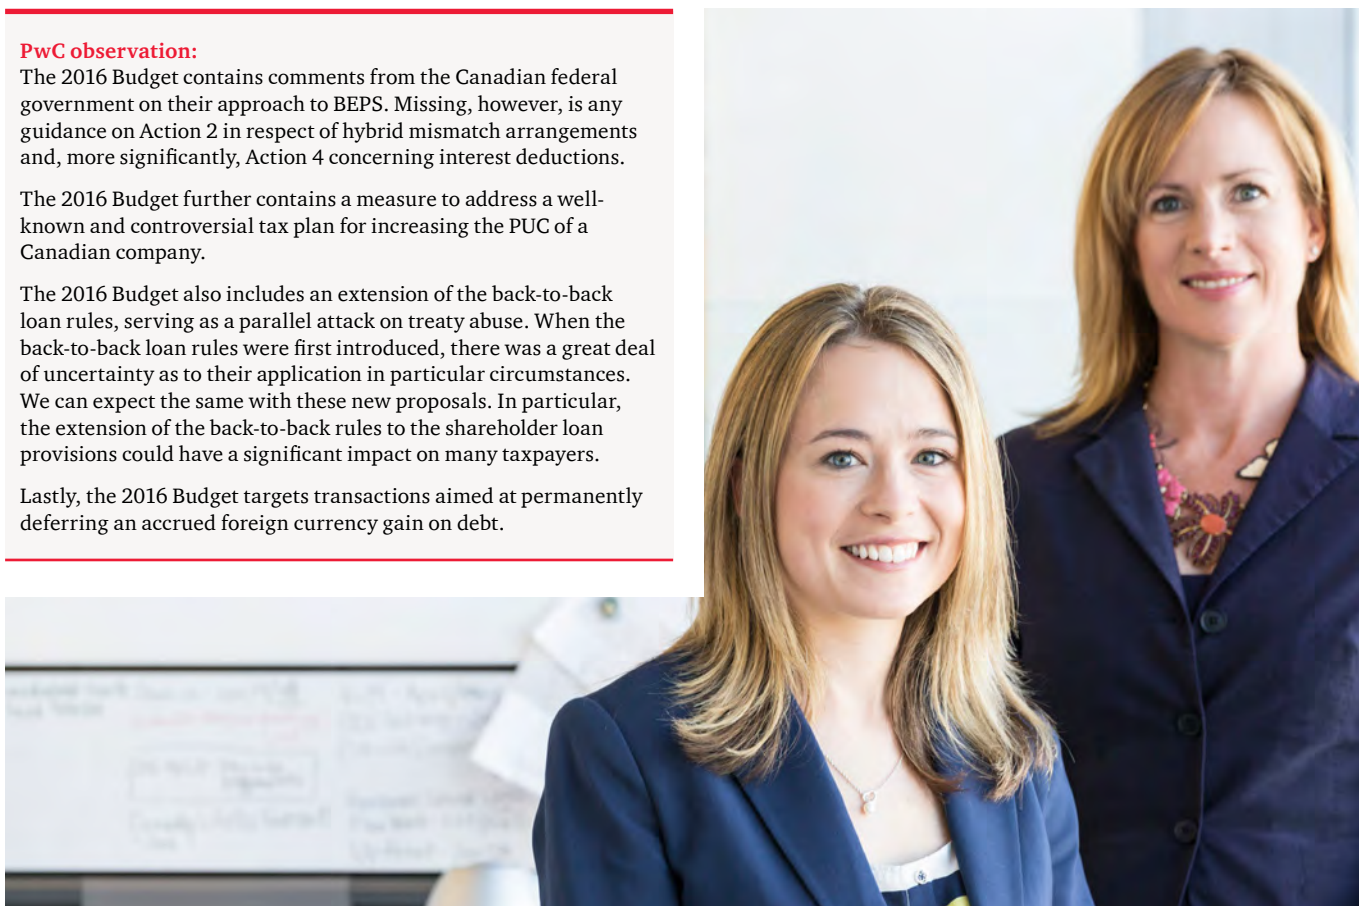 PwC observation:
The 2016 Budget contains comments from the Canadian federal
government on their approach to BEPS. Missing, however, is any
guidance on Action 2 in respect of hybrid mismatch arrangements
and, more significantly, Action 4 concerning interest deductions.
The 2016 Budget further contains a measure to address a well-
known and controversial tax plan for increasing the PUC of a
Canadian company.
The 2016 Budget also includes an extension of the back-to-back
loan rules, serving as a parallel attack on treaty abuse. When the
back-to-back loan rules were first introduced, there was a great deal
of uncertainty as to their application in particular circumstances.
We can expect the same with these new proposals. In particular,
the extension of the back-to-back rules to the shareholder loan
provisions could have a significant impact on many taxpayers.
Lastly, the 2016 Budget targets transactions aimed at permanently
deferring an accrued foreign currency gain on debt.